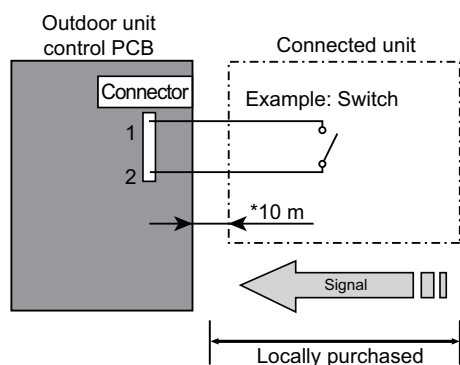 Outdoor unit
control PCB
Connected unit
Connector
Example: Switch
1
2
*10 m
Signal
Locally purchased